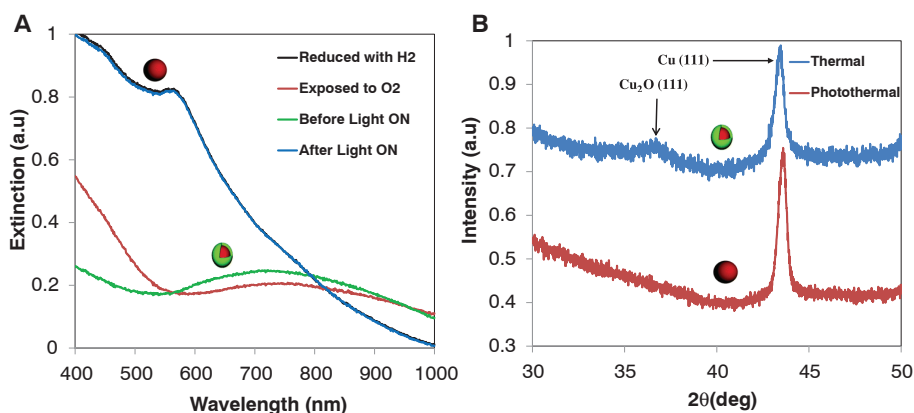 A
Extinction (a.u)
1
0.8
0.6
0.4
0.2
0
400 500 600 700 800 900 1000
Wavelength (nm)
Reduced with H2
Exposed to O2
Before Light ON
After Light ON
B
Intensity (a.u)
1
0.9
0.8
0.7
0.6
0.5
0.4
0.3
30 35 40 45 50
2θ(deg)
Cu (111)
Cu₂O (111)
Thermal
Photothermal